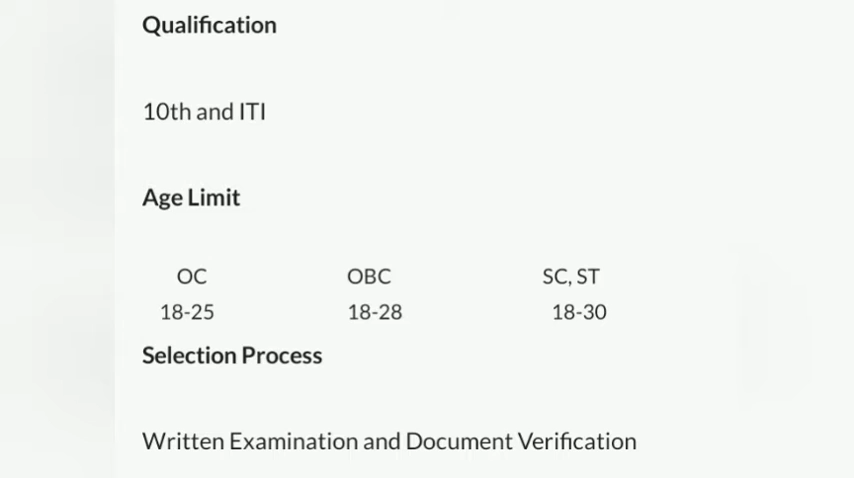 Qualification
10th and ITI
Age Limit
OC OBC SC, ST
18-25 18-28 18-30
Selection Process
Written Examination and Document Verification